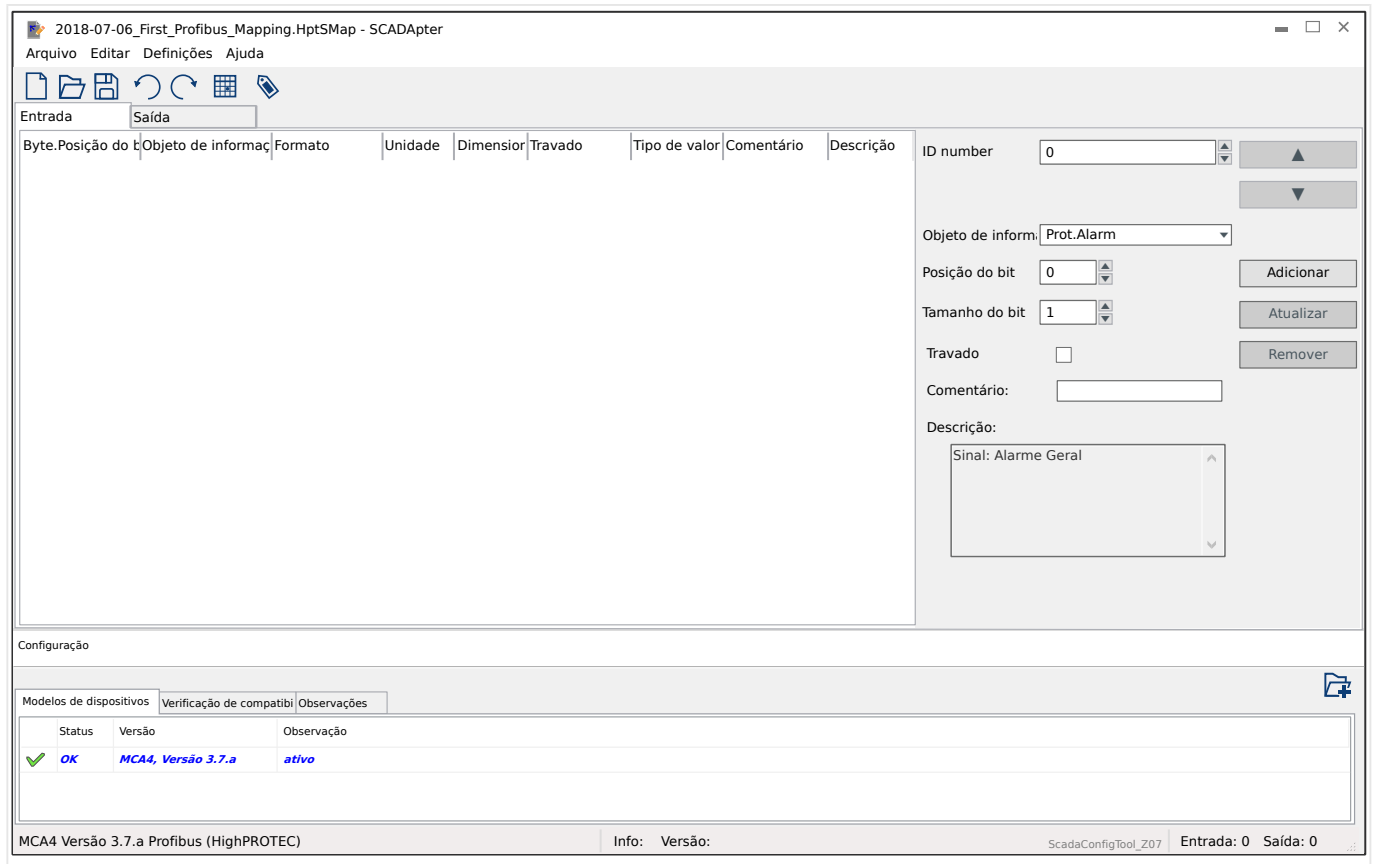 2018-07-06_First_Profibus_Mapping.HptSMap - SCADApter
Arquivo Editar Definições Ajuda
Entrada Saída
Byte.Posição do b Objeto de informaç Formato Unidade Dimension Travado Tipo de valor Comentário Descrição
ID number 0
Objeto de informa Prot.Alarm
Posição do bit 0 Adicionar
Tamanho do bit 1 Atualizar
Travado Remover
Comentário:
Descrição:
Sinal: Alarme Geral
Configuração
Modelos de dispositivos Verificação de compatibi Observações
Status Versão Observação
OK MCA4, Versão 3.7.a ativo
MCA4 Versão 3.7.a Profibus (HighPROTEC) Info: Versão: ScadaConfigTool_Z07 Entrada: 0 Saída: 0